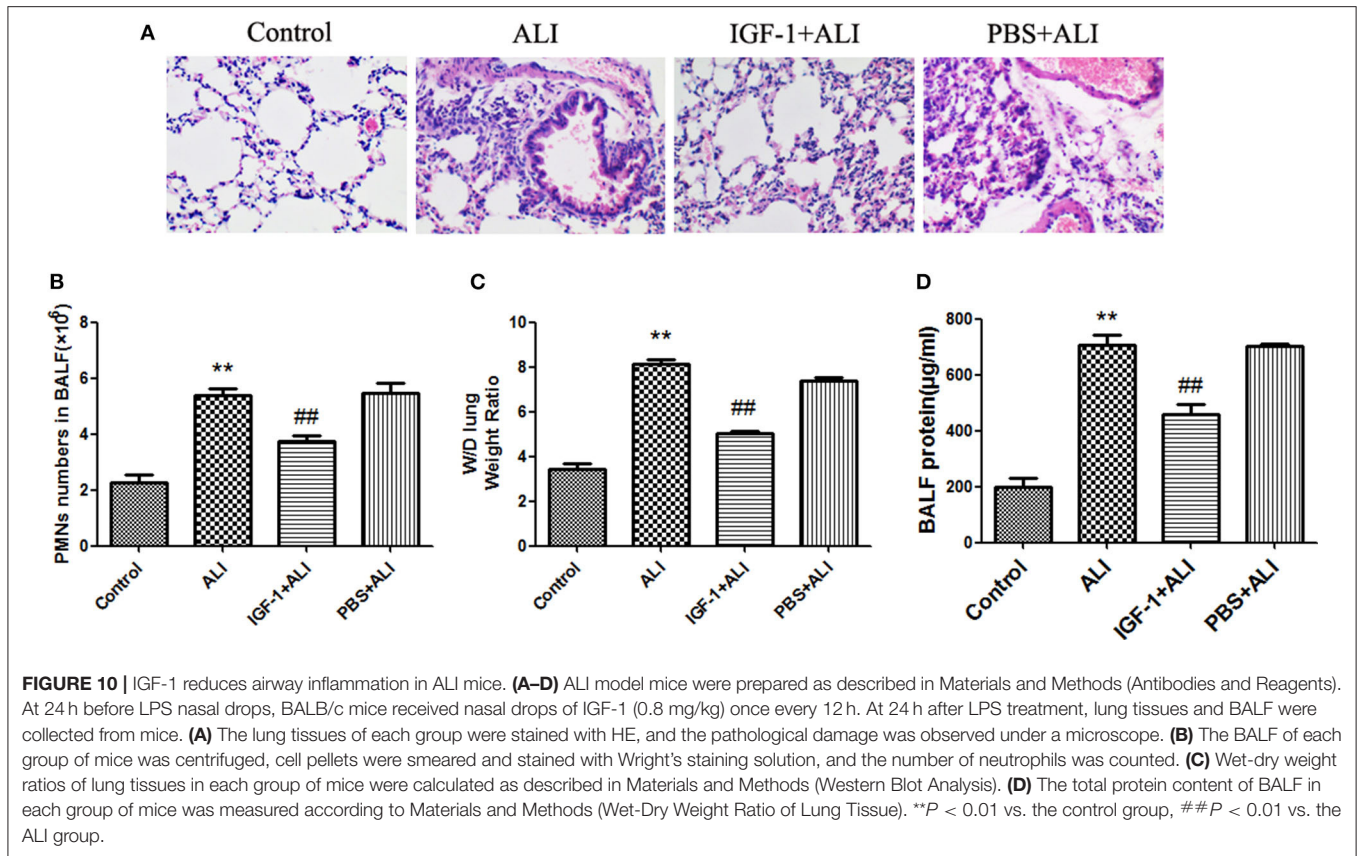 A
Control ALI IGF-1+ALI PBS+ALI
B
PMNs numbers in BALF(×10⁶)
8
6
4
2
0
**
##
Control ALI IGF-1+ALI PBS+ALI
C
W/D lung
Weight Ratio
10
8
6
4
2
0
**
##
Control ALI IGF-1+ALI PBS+ALI
D
BALF protein(µg/ml)
800
600
400
200
0
**
##
Control ALI IGF-1+ALI PBS+ALI
FIGURE 10 | IGF-1 reduces airway inflammation in ALI mice. (A–D) ALI model mice were prepared as described in Materials and Methods (Antibodies and Reagents).
At 24 h before LPS nasal drops, BALB/c mice received nasal drops of IGF-1 (0.8 mg/kg) once every 12 h. At 24 h after LPS treatment, lung tissues and BALF were
collected from mice. (A) The lung tissues of each group were stained with HE, and the pathological damage was observed under a microscope. (B) The BALF of each
group of mice was centrifuged, cell pellets were smeared and stained with Wright's staining solution, and the number of neutrophils was counted. (C) Wet-dry weight
ratios of lung tissues in each group of mice were calculated as described in Materials and Methods (Western Blot Analysis). (D) The total protein content of BALF in
each group of mice was measured according to Materials and Methods (Wet-Dry Weight Ratio of Lung Tissue). **P < 0.01 vs. the control group, ##P < 0.01 vs. the
ALI group.